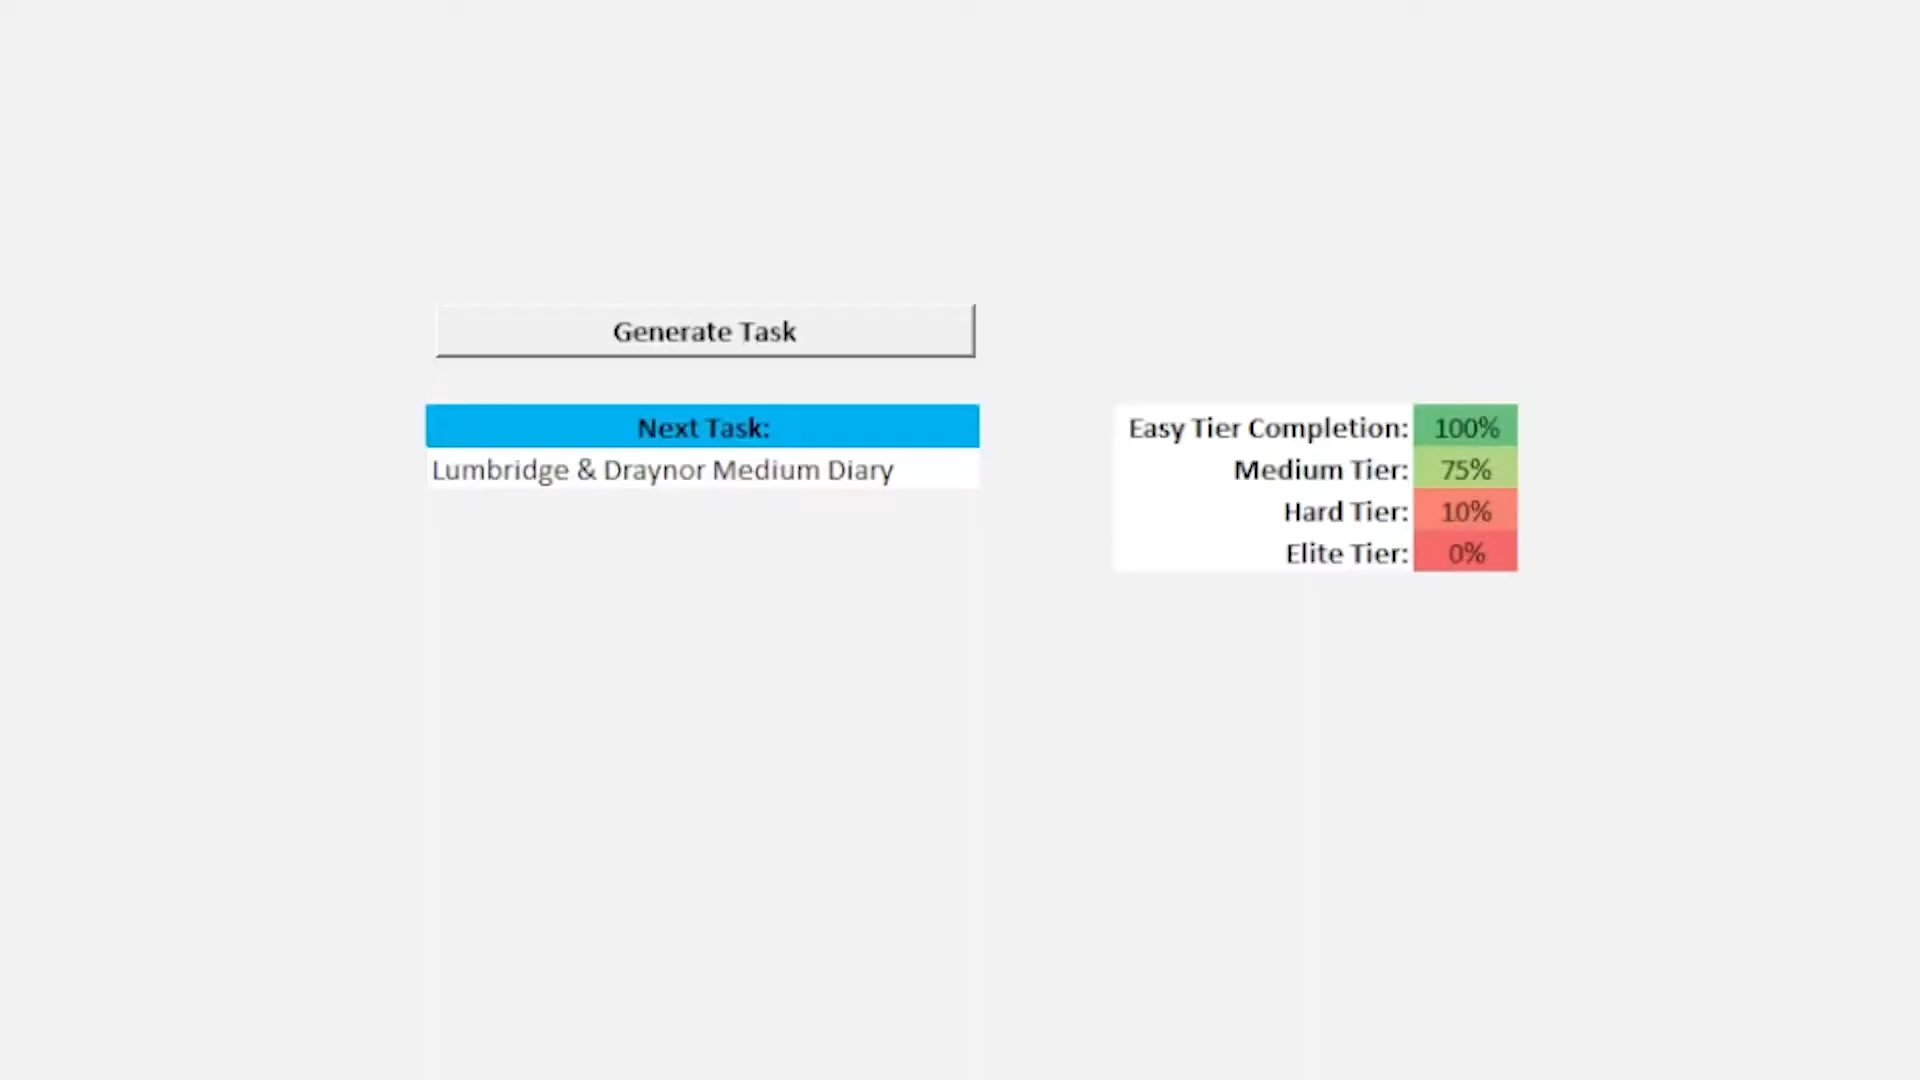 Generate Task
Next Task:
Lumbridge & Draynor Medium Diary
Easy Tier Completion: 100%
Medium Tier: 75%
Hard Tier: 10%
Elite Tier: 0%